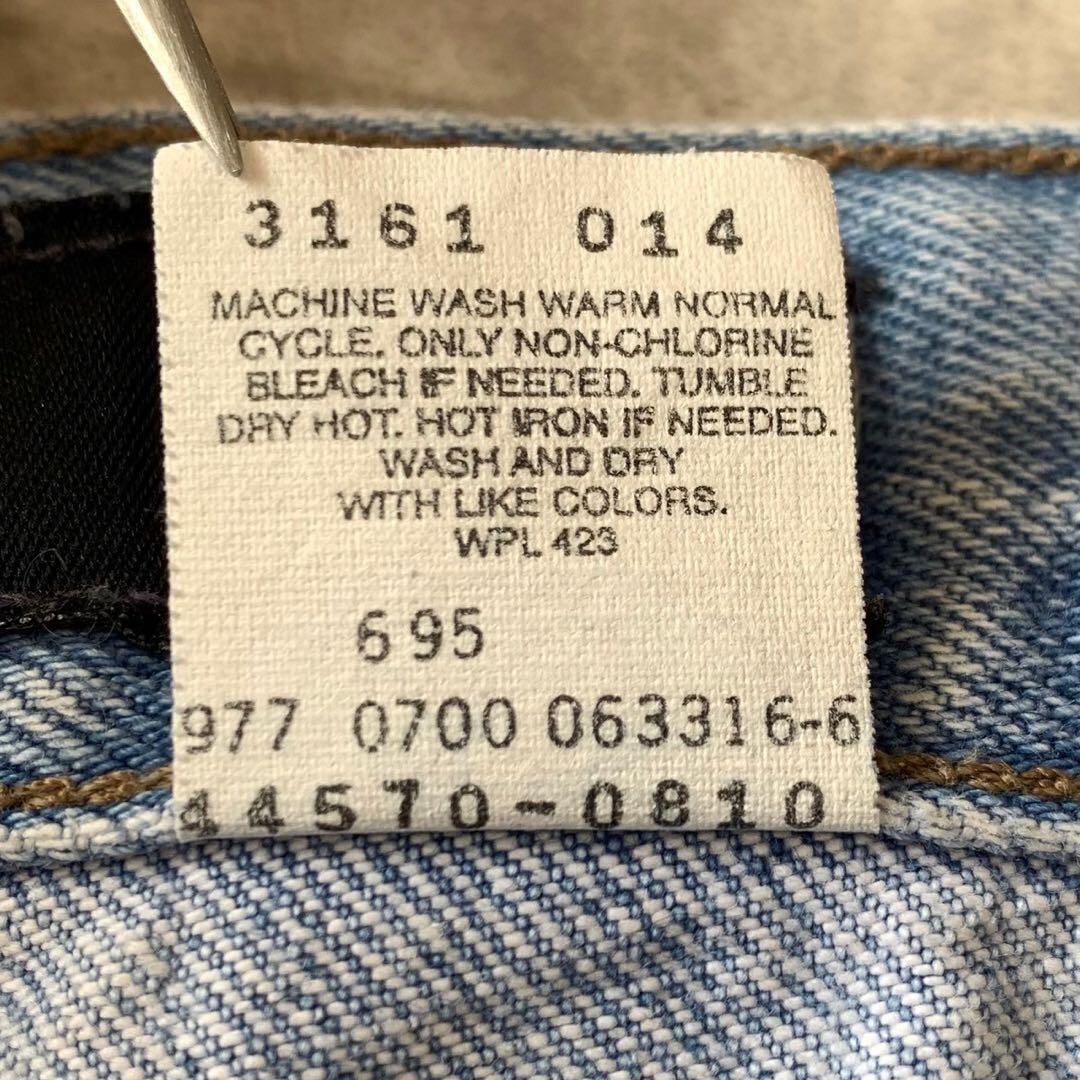 3161 014
MACHINE WASH WARM NORMAL
CYCLE. ONLY NON-CHLORINE
BLEACH IF NEEDED. TUMBLE
DRY HOT. HOT IRON IF NEEDED.
WASH AND DRY
WITH LIKE COLORS.
WPL 423
695
977 0700 063316-6
44570-0810